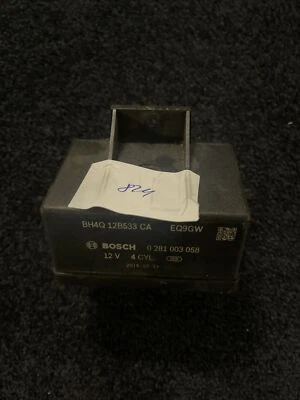 824
BH4Q 12B533 CA EQ9GW
BOSCH 0 281 003 058
12 V 4 CYL.